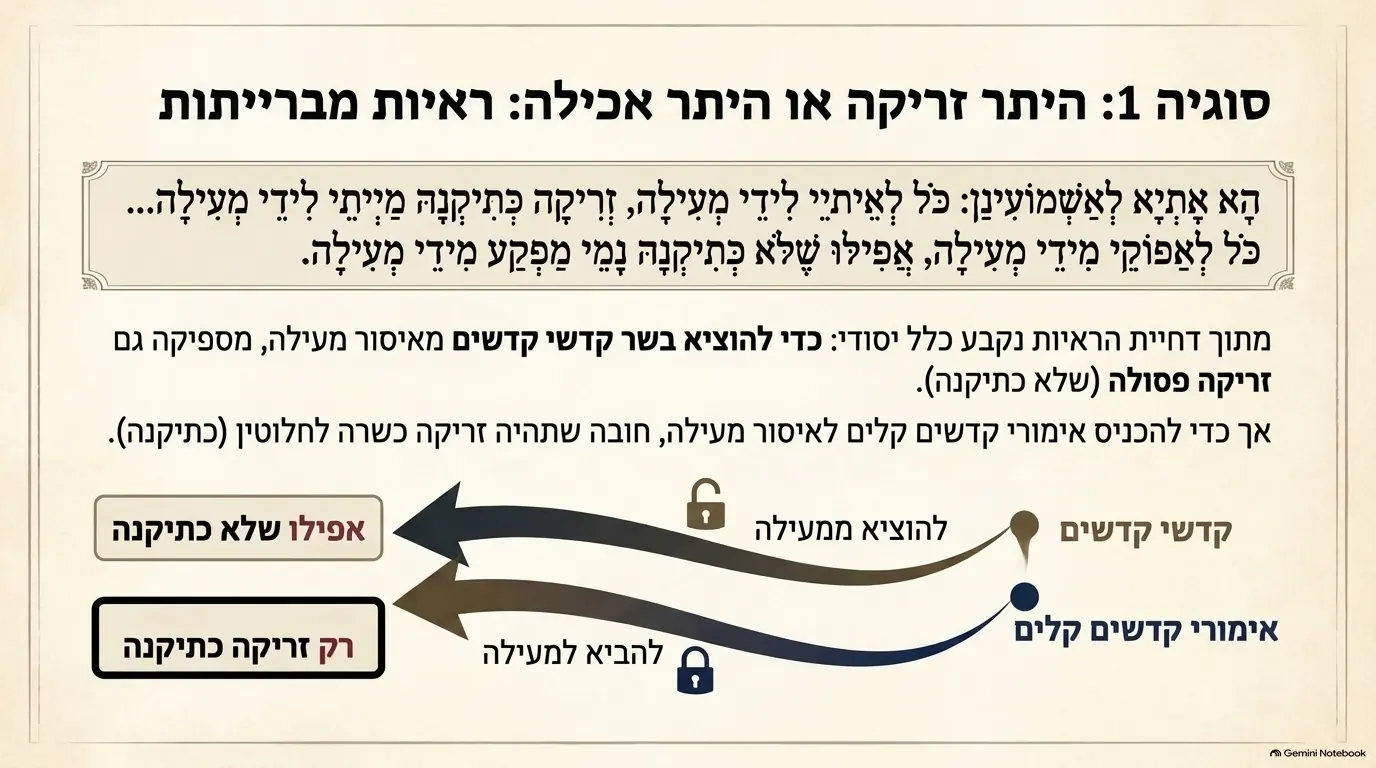 סוגיה 1: היתר זריקה או היתר אכילה: ראיות מברייתות
הָא אָתְיָא לְאַשְׁמוֹעִינַן: כֹּל לְאֵיתוֹיֵי לִידֵי מְעִילָה, זְרִיקָה כְּתִיקְנָהּ מַיְיתֵי לִידֵי מְעִילָה...
כֹּל לְאַפּוֹקֵי מִידֵי מְעִילָה, אֲפִילּוּ שֶׁלֹּא כְּתִיקְנָהּ נָמֵי מַפְקַע מִידֵי מְעִילָה.
מתוך דחיית הראיות נקבע כלל יסודי: כדי להוציא בשר קדשי קדשים מאיסור מעילה, מספיקה גם
זריקה פסולה (שלא כתיקנה).
אך כדי להכניס אימורי קדשים קלים לאיסור מעילה, חובה שתהיה זריקה כשרה לחלוטין (כתיקנה).
קדשי קדשים
להוציא ממעילה
אפילו שלא כתיקנה
אימורי קדשים קלים
להביא למעילה
רק זריקה כתיקנה
Gemini Notebook